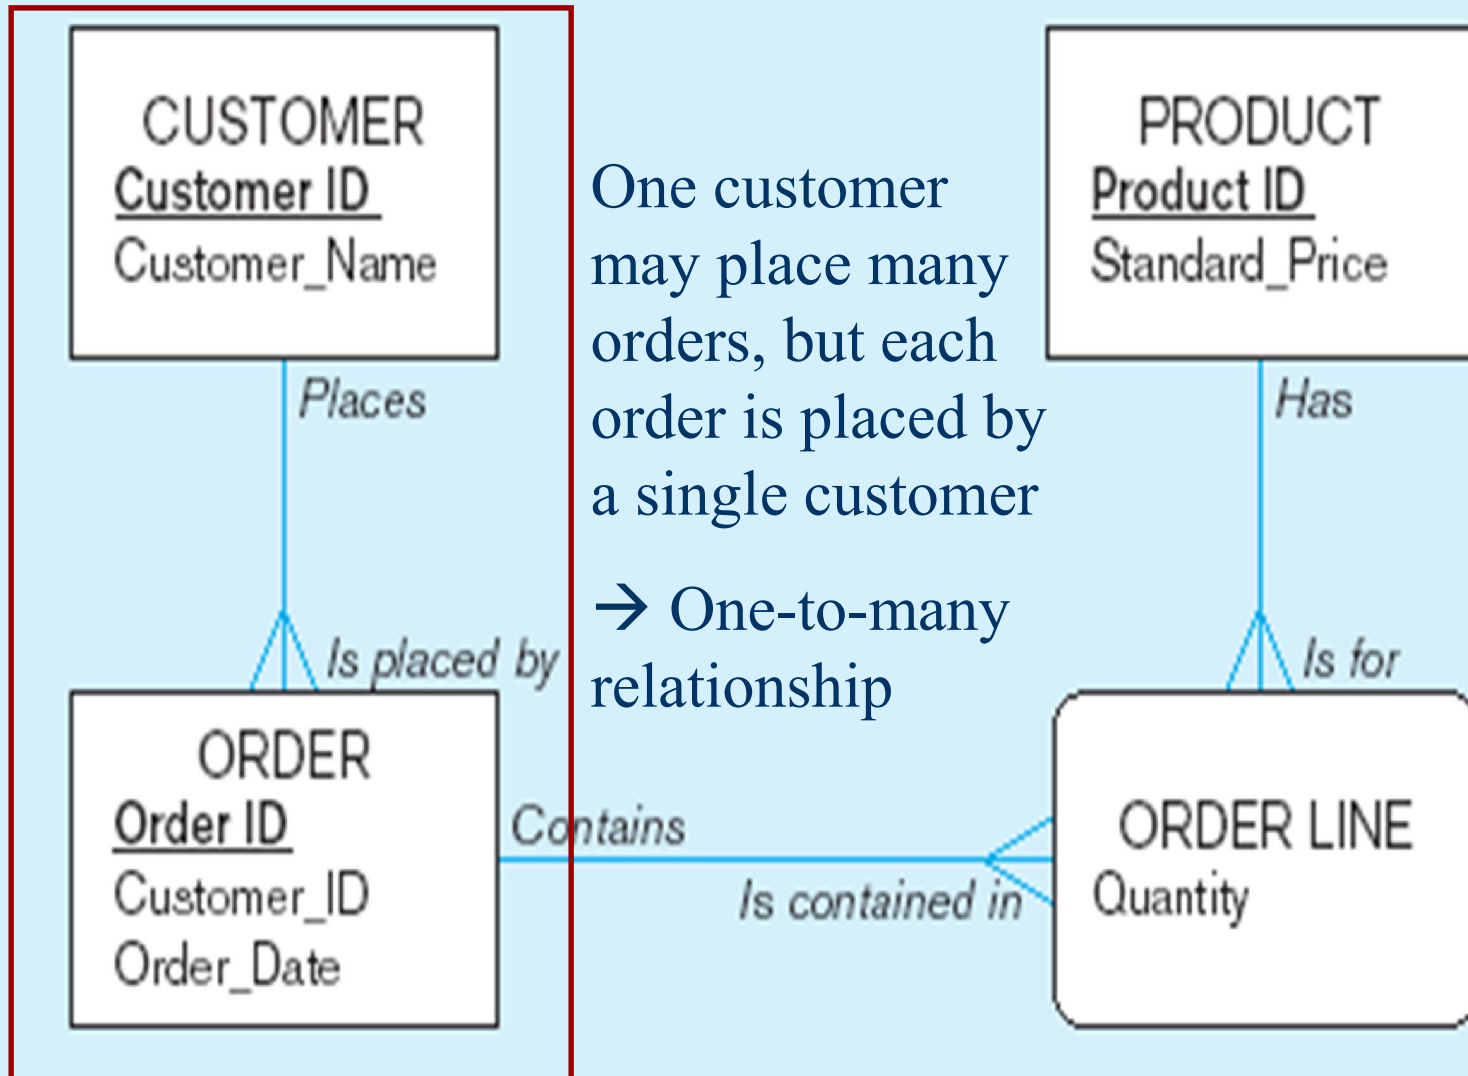 CUSTOMER
Customer ID
Customer_Name
Places
Is placed by
ORDER
Order ID
Customer_ID
Order_Date
One customer
may place many
orders, but each
order is placed by
a single customer
→ One-to-many
relationship
Contains
Is contained in
PRODUCT
Product ID
Standard_Price
Has
Is for
ORDER LINE
Quantity